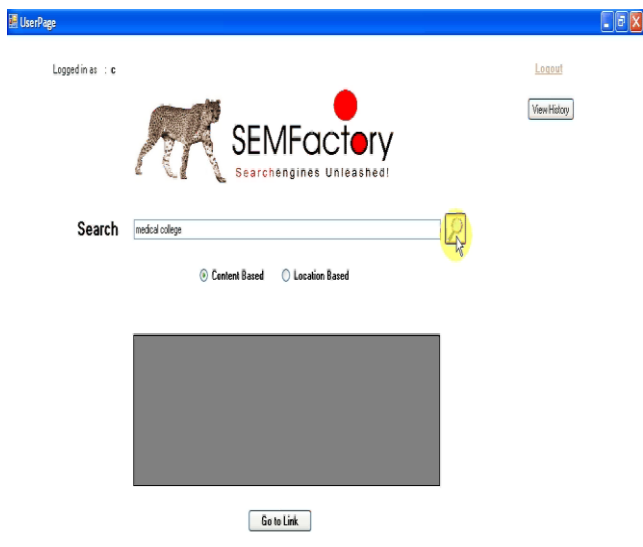 UserPage
Logged in as : c
Logout
View History
SEMFactory
Searchengines Unleashed!
Search
medical college
Content Based
Location Based
Go to Link